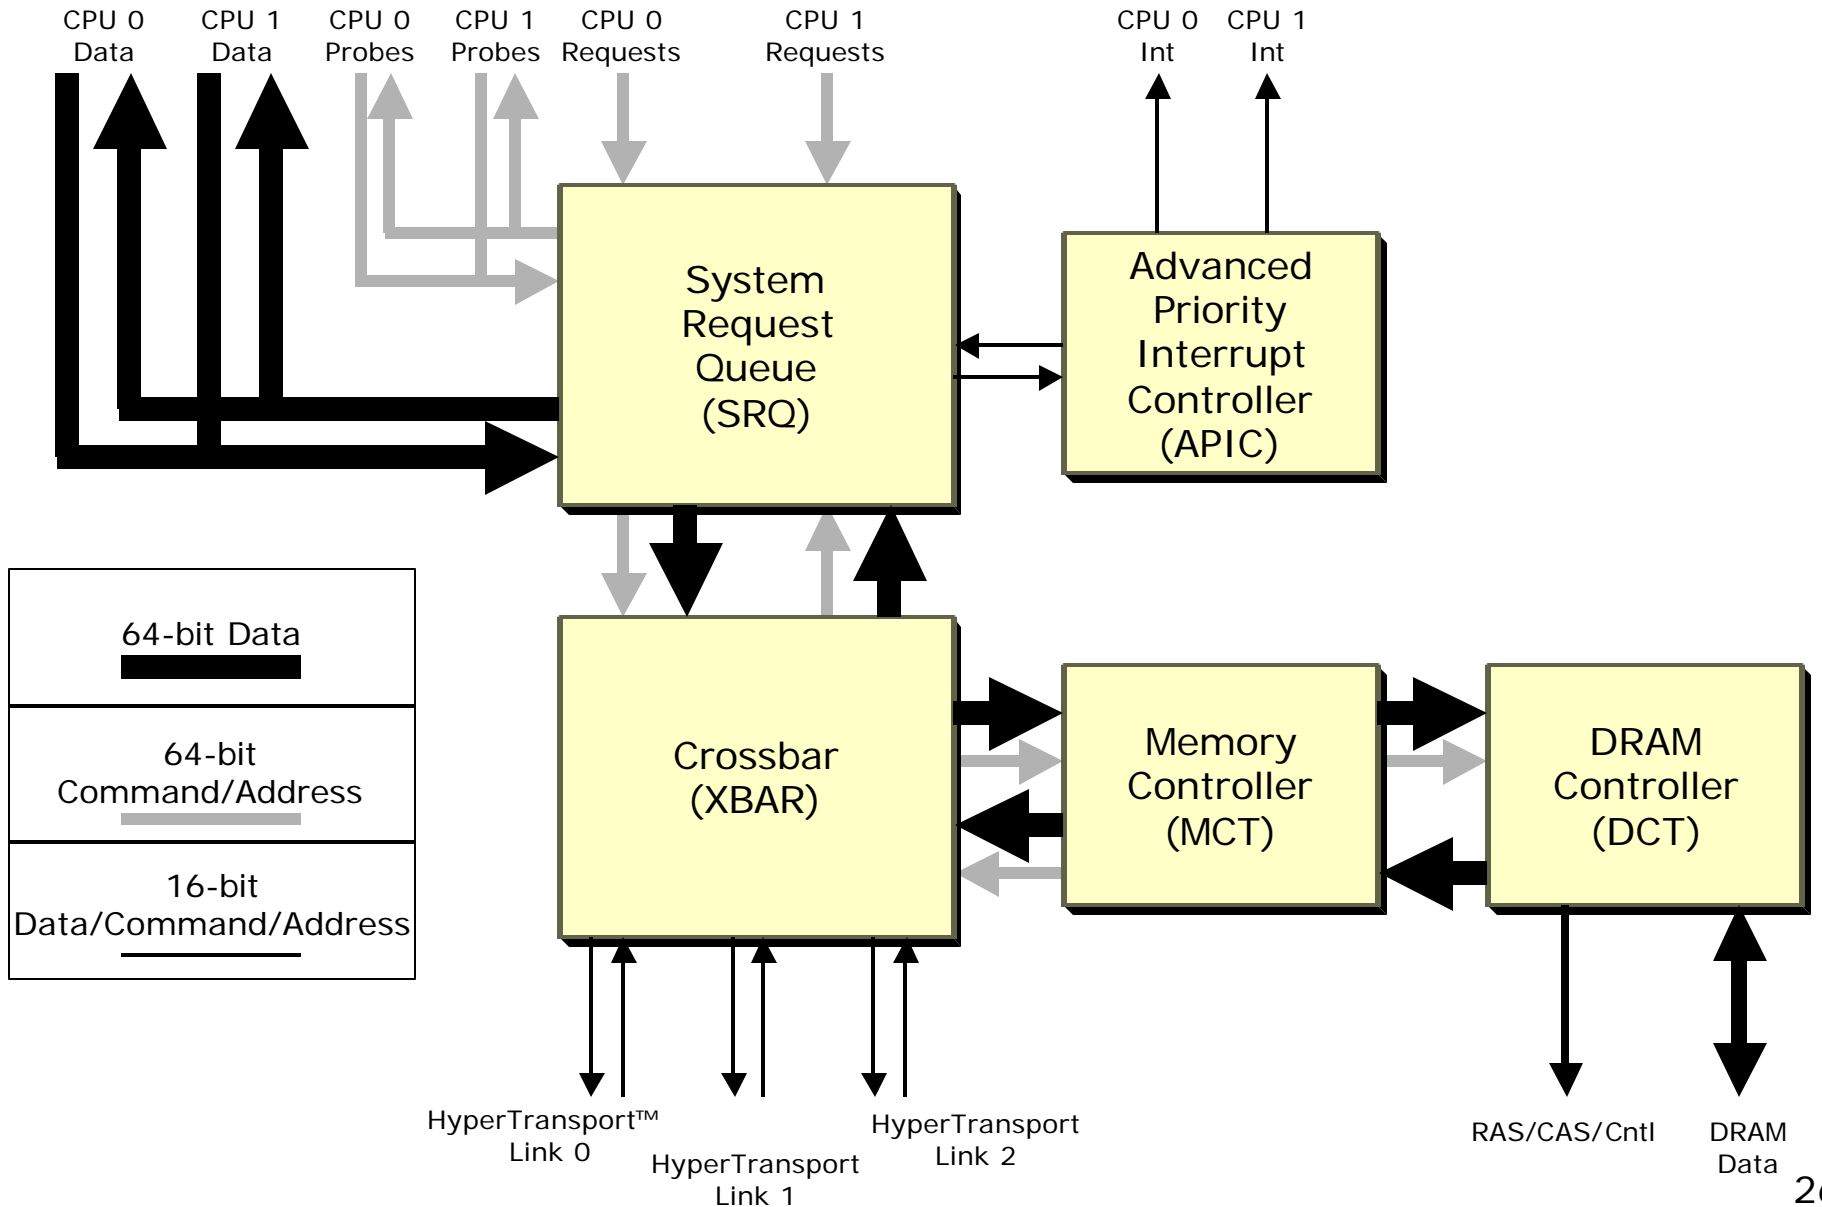 CPU 0
Data
CPU 1
Data
CPU 0
Probes
CPU 1
Probes
CPU 0
Requests
CPU 1
Requests
CPU 0
Int
CPU 1
Int
System
Request
Queue
(SRQ)
Advanced
Priority
Interrupt
Controller
(APIC)
64-bit Data
64-bit
Command/Address
16-bit
Data/Command/Address
Crossbar
(XBAR)
Memory
Controller
(MCT)
DRAM
Controller
(DCT)
HyperTransport™
Link 0
HyperTransport
Link 1
HyperTransport
Link 2
RAS/CAS/Cntl
DRAM
Data